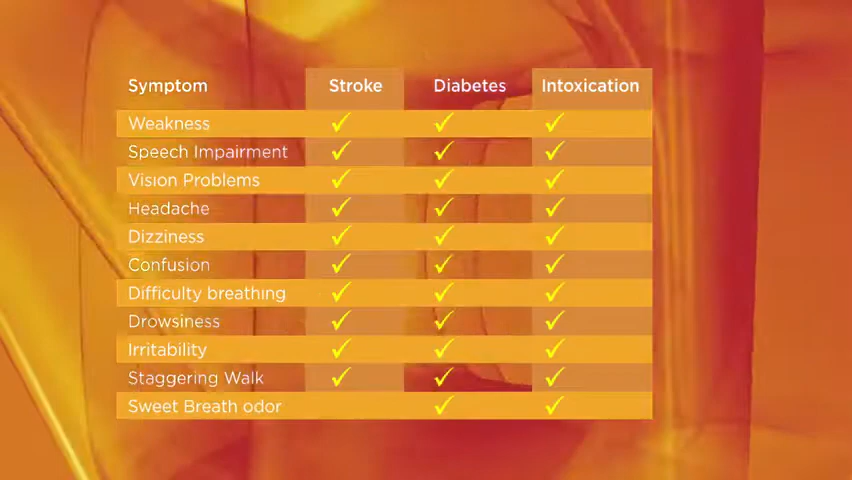 Symptom Stroke Diabetes Intoxication
Weakness ✓ ✓ ✓
Speech Impairment ✓ ✓ ✓
Vision Problems ✓ ✓ ✓
Headache ✓ ✓ ✓
Dizziness ✓ ✓ ✓
Confusion ✓ ✓ ✓
Difficulty breathing ✓ ✓ ✓
Drowsiness ✓ ✓ ✓
Irritability ✓ ✓ ✓
Staggering Walk ✓ ✓ ✓
Sweet Breath odor ✓ ✓